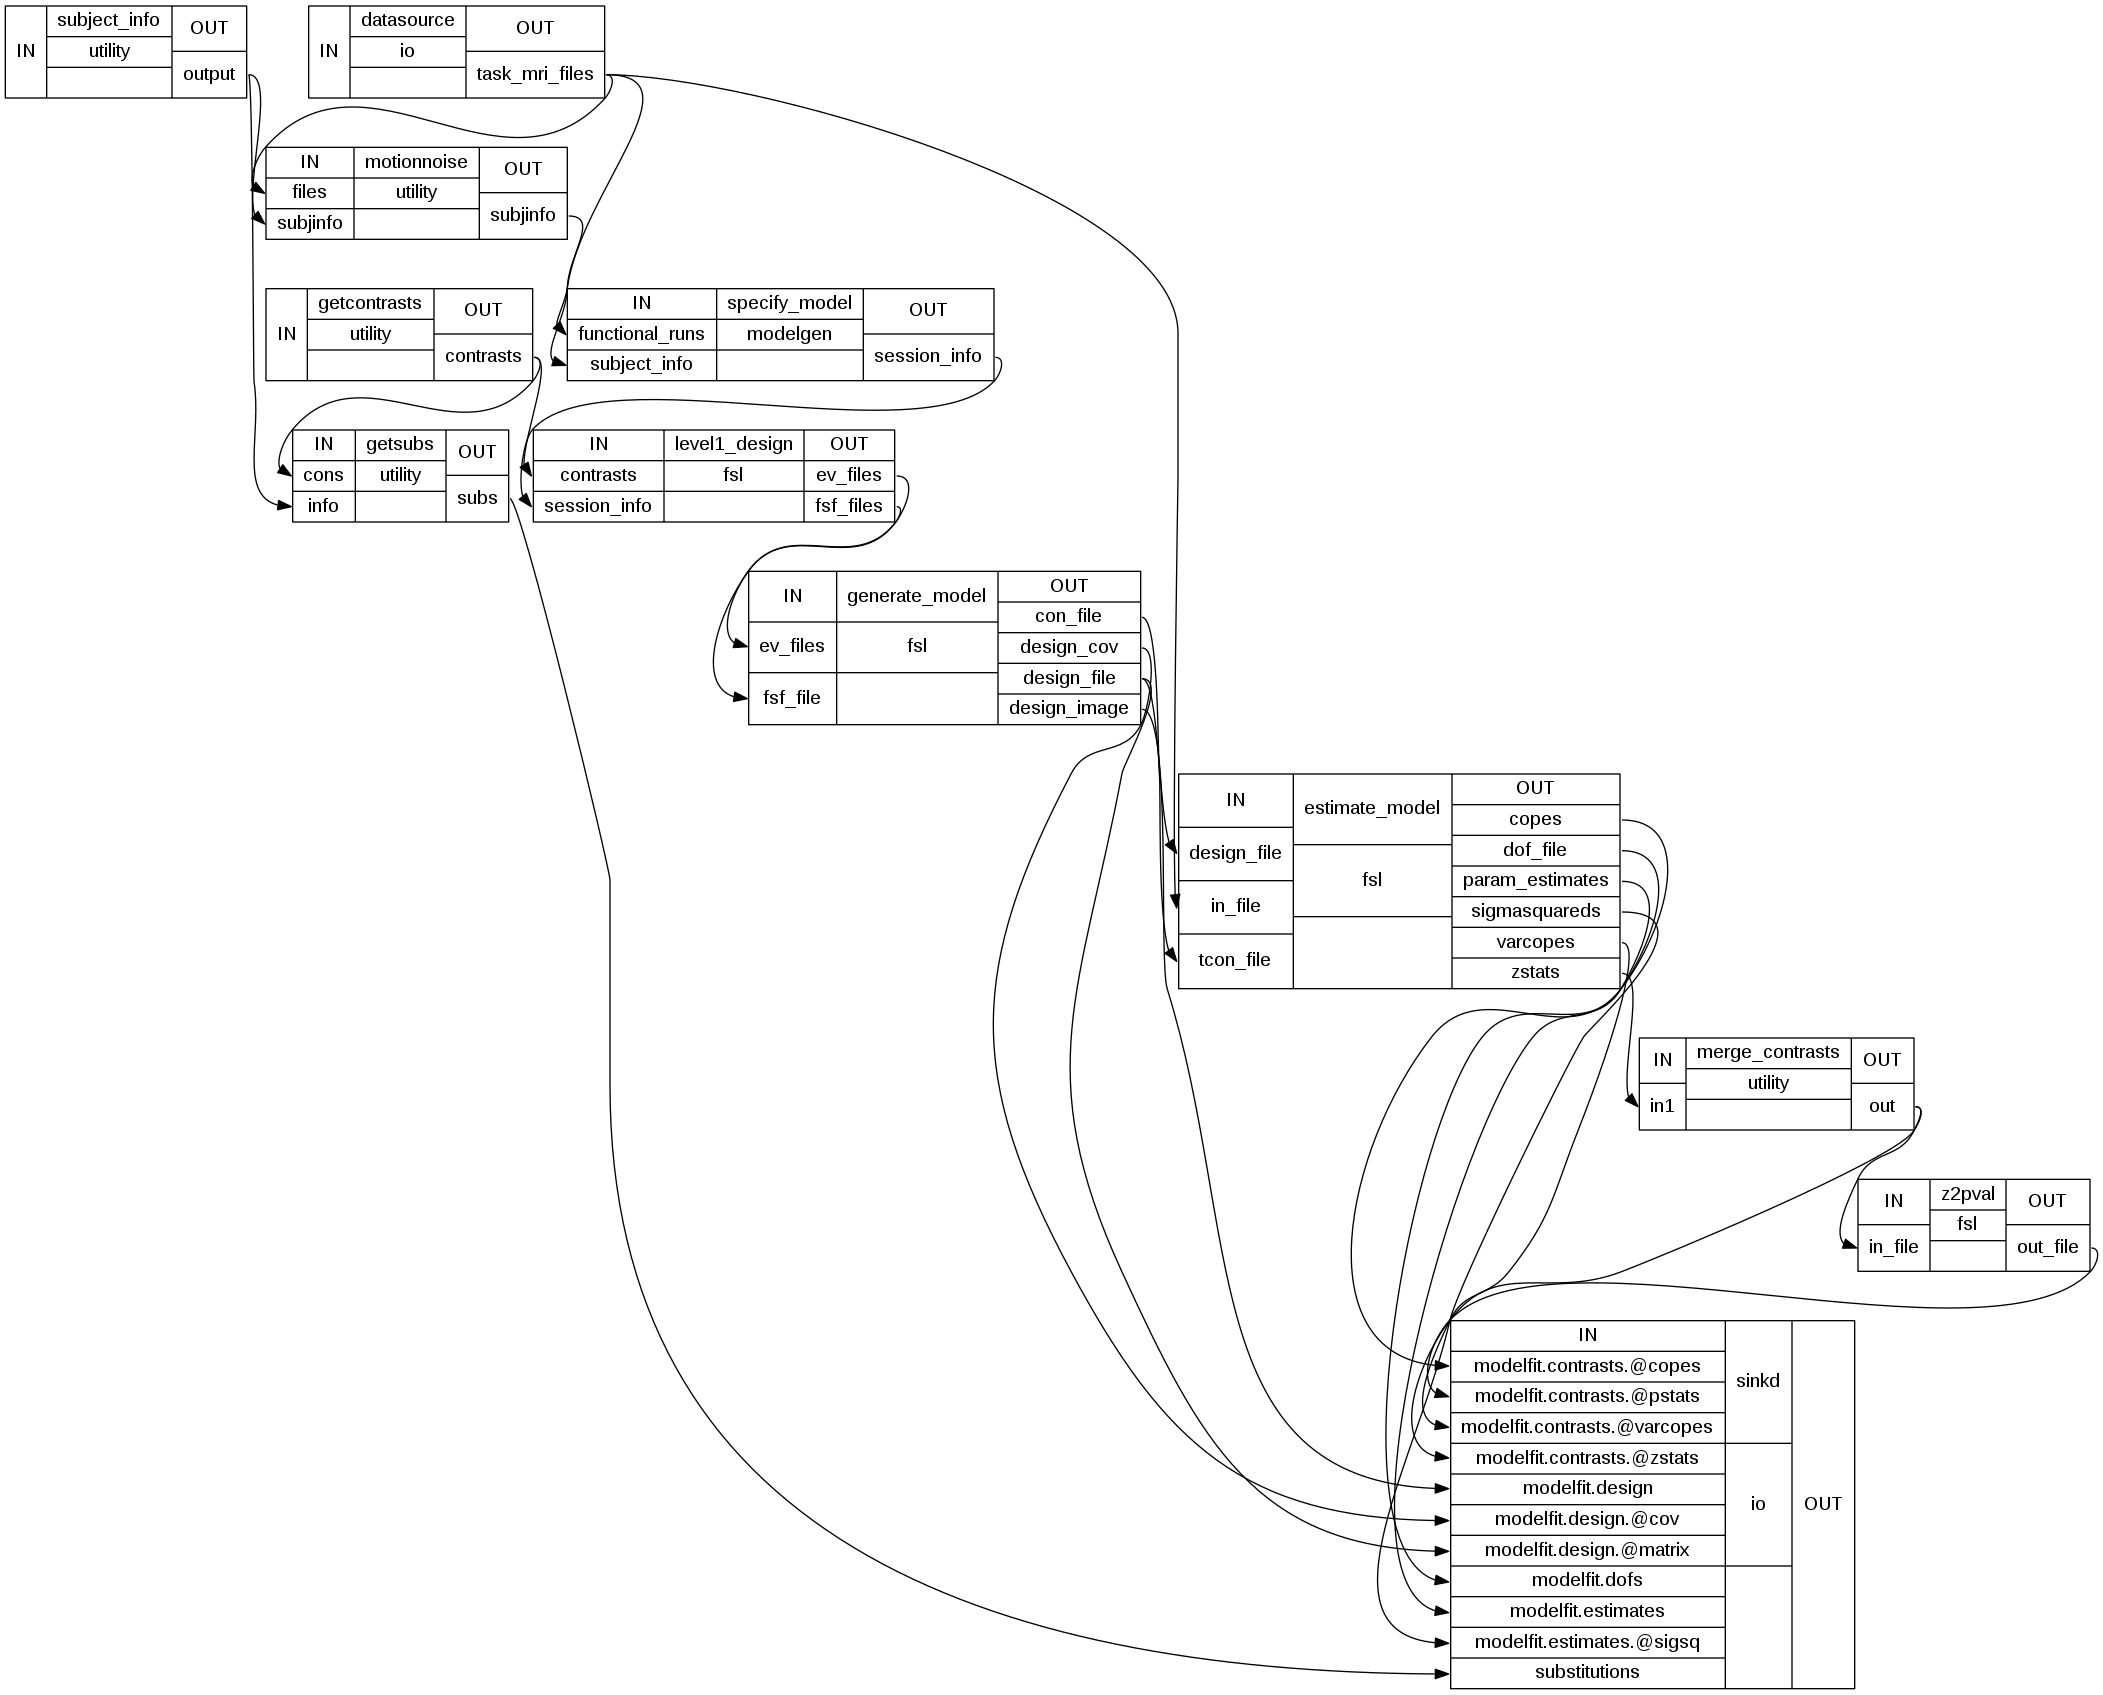 IN
subject_info
utility
OUT
output
IN
datasource
io
OUT
task_mri_files
IN
files
subjinfo
motionnoise
utility
OUT
subjinfo
IN
getcontrasts
utility
OUT
contrasts
IN
functional_runs
subject_info
specify_model
modelgen
OUT
session_info
IN
cons
info
getsubs
utility
OUT
subs
IN
contrasts
session_info
level1_design
fsl
OUT
ev_files
fsf_files
IN
ev_files
fsf_file
generate_model
fsl
OUT
con_file
design_cov
design_file
design_image
IN
design_file
in_file
tcon_file
estimate_model
fsl
OUT
copes
dof_file
param_estimates
sigmasquareds
varcopes
zstats
IN
in1
merge_contrasts
utility
OUT
out
IN
in_file
z2pval
fsl
OUT
out_file
IN
modelfit.contrasts.@copes
modelfit.contrasts.@pstats
modelfit.contrasts.@varcopes
modelfit.contrasts.@zstats
modelfit.design
modelfit.design.@cov
modelfit.design.@matrix
modelfit.dofs
modelfit.estimates
modelfit.estimates.@sigsq
substitutions
sinkd
io
OUT